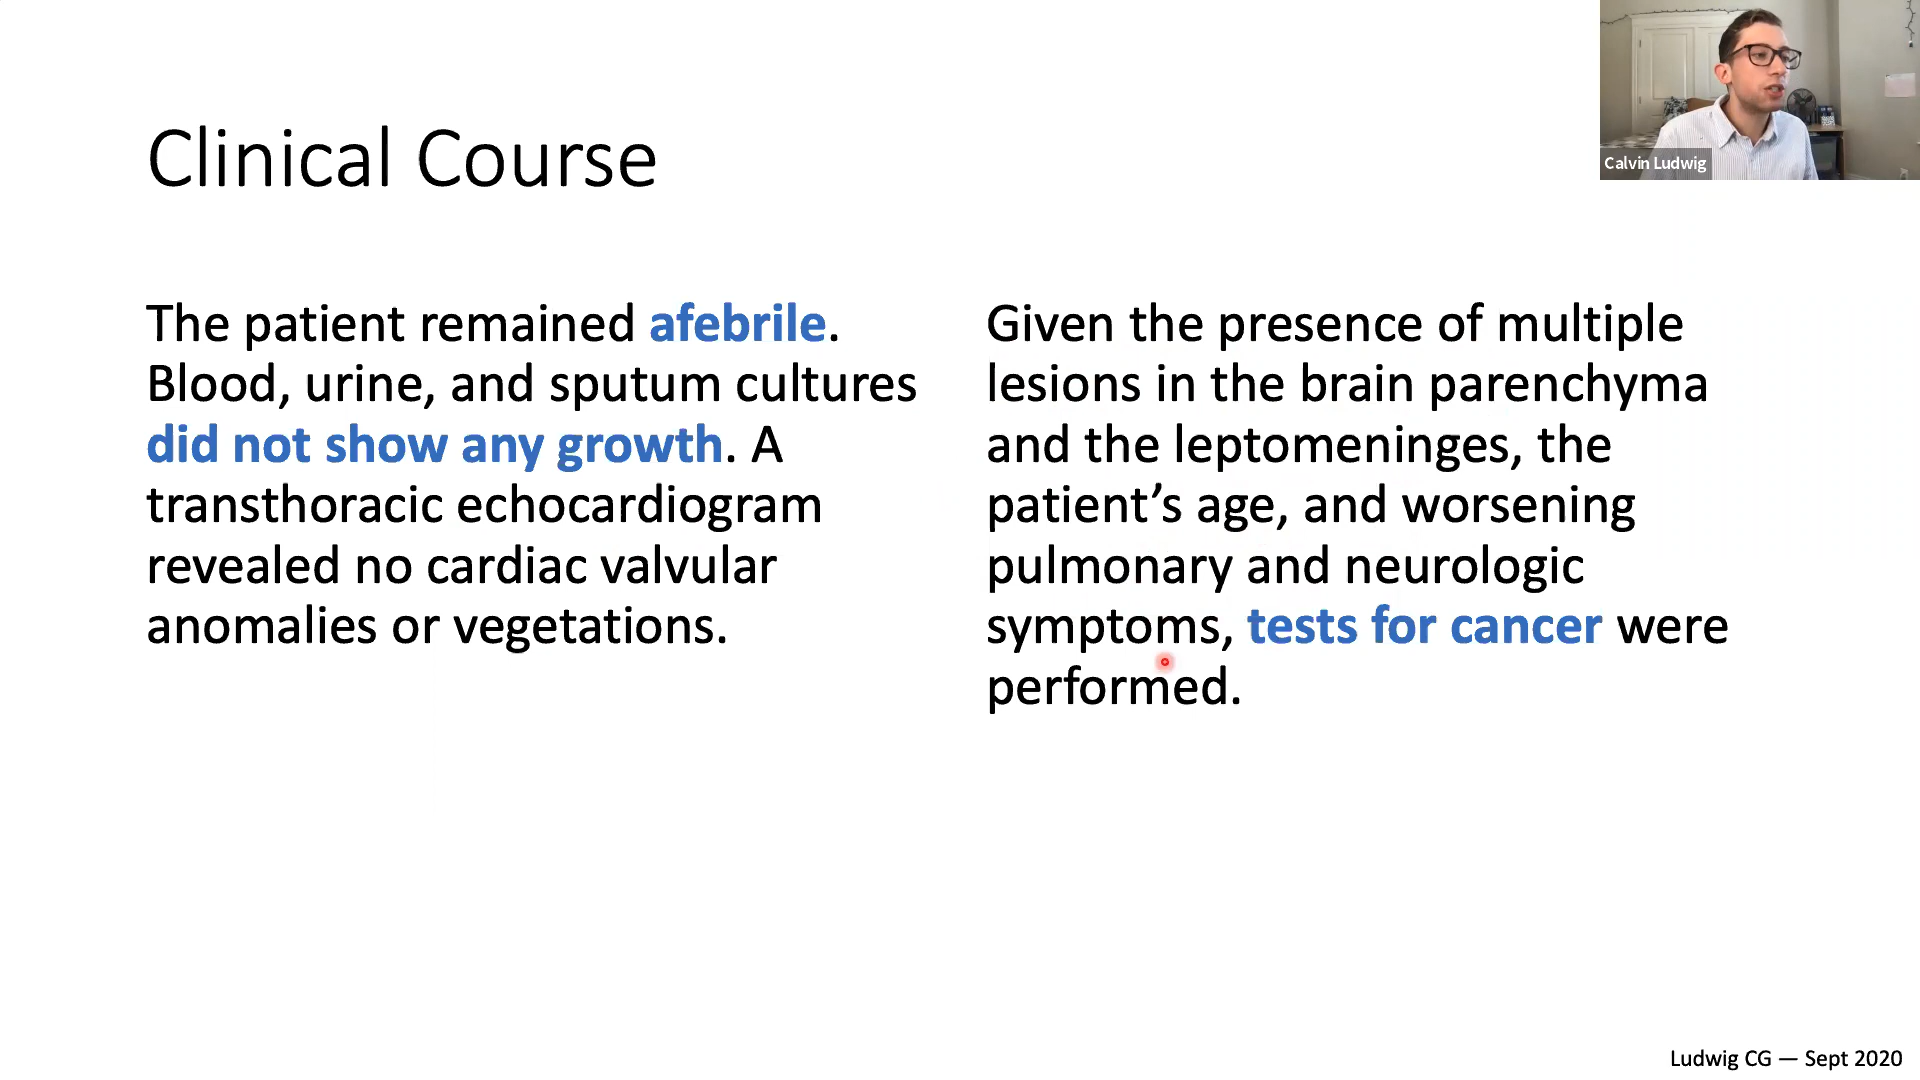 Calvin Ludwig
Clinical Course
The patient remained afebrile.
Blood, urine, and sputum cultures
did not show any growth. A
transthoracic echocardiogram
revealed no cardiac valvular
anomalies or vegetations.
Given the presence of multiple
lesions in the brain parenchyma
and the leptomeninges, the
patient’s age, and worsening
pulmonary and neurologic
symptoms, tests for cancer were
performed.
Ludwig CG — Sept 2020